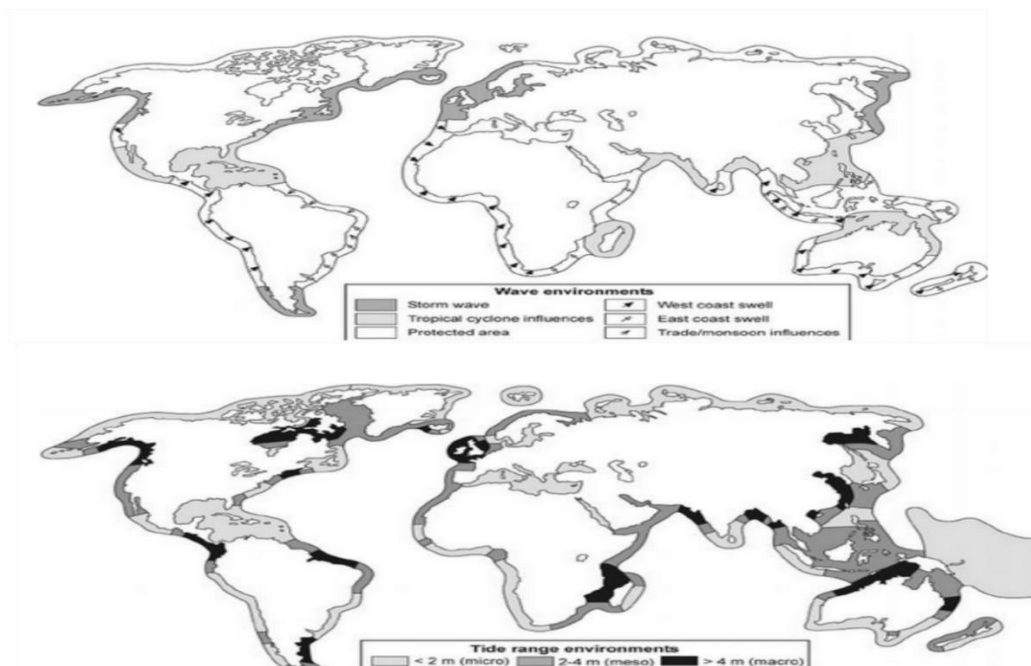 Wave environments
Storm wave
West coast swell
Tropical cyclone influences
East coast swell
Protected area
Trade/monsoon influences
Tide range environments
< 2 m (micro)
2-4 m (meso)
> 4 m (macro)